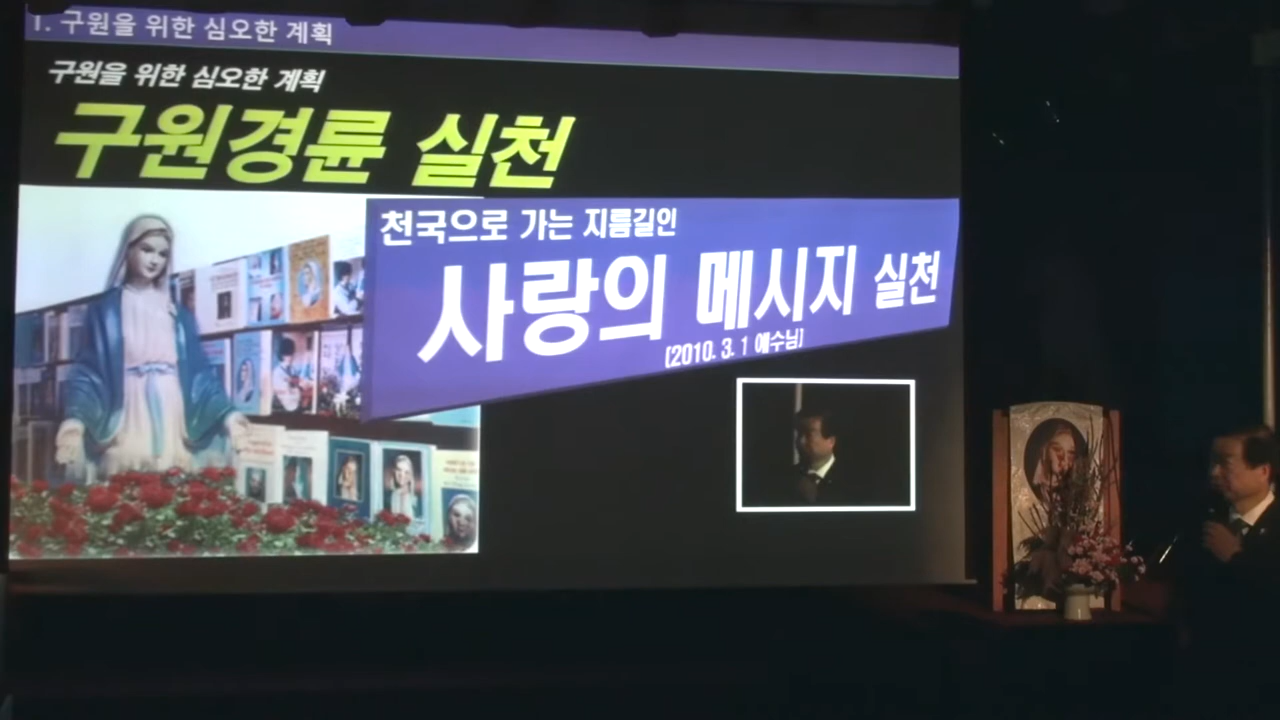 1. 구원을 위한 심오한 계획
구원을 위한 심오한 계획
구원경륜 실천
천국으로 가는 지름길인
사랑의 메시지 실천
(2010. 3. 1 예수님)